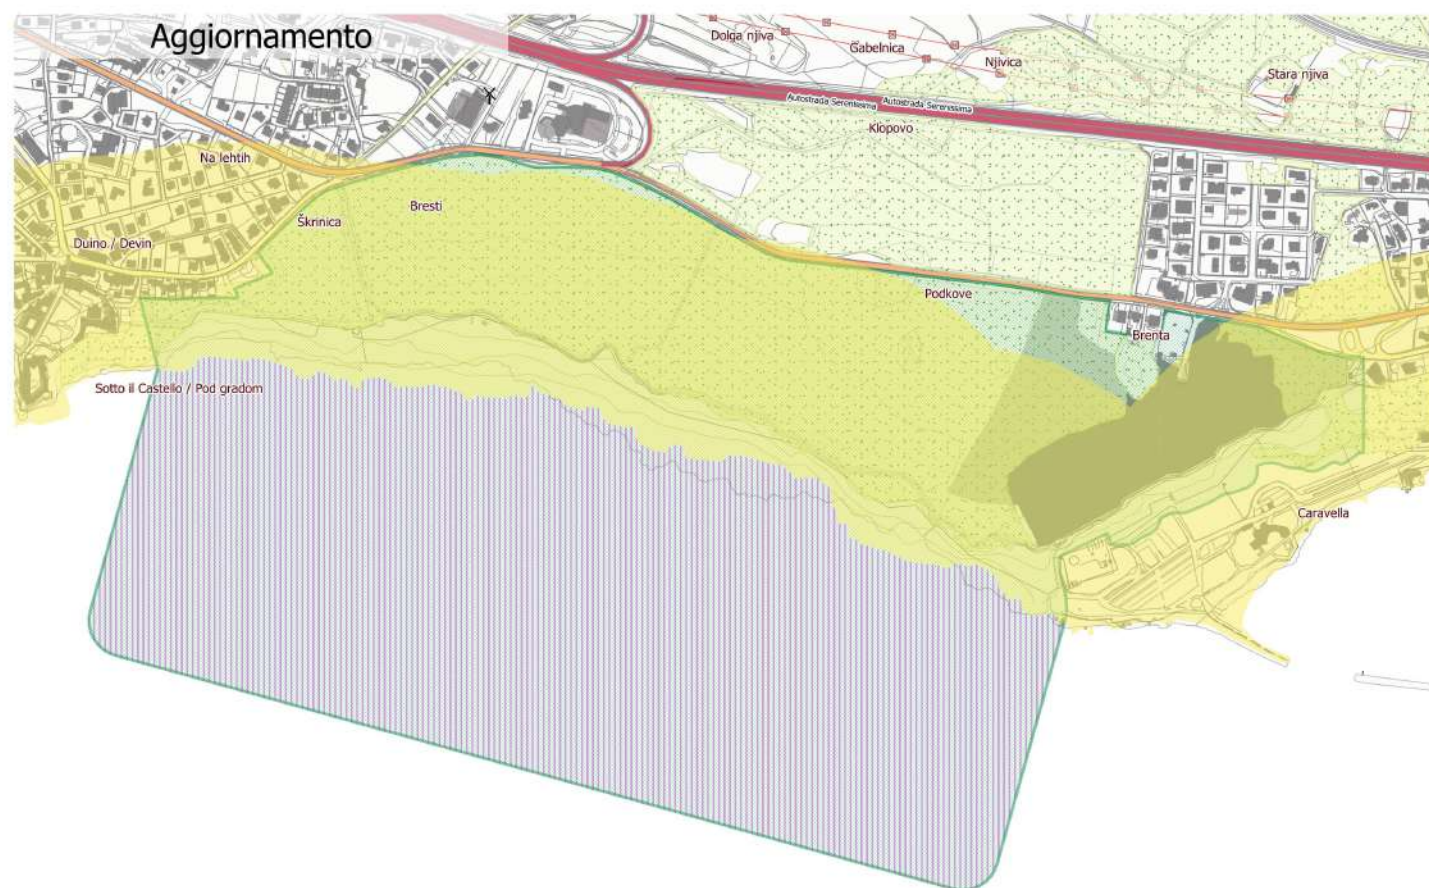 Aggiornamento
Dolga njiva
Gabelnica
Njivica
Stara njiva
Autostrada Serenissima
Autostrada Serenissima
Klopovo
Na lehtih
Bresti
Škrinica
Duino / Devin
Podkove
Brenta
Sotto il Castello / Pod gradom
Caravella